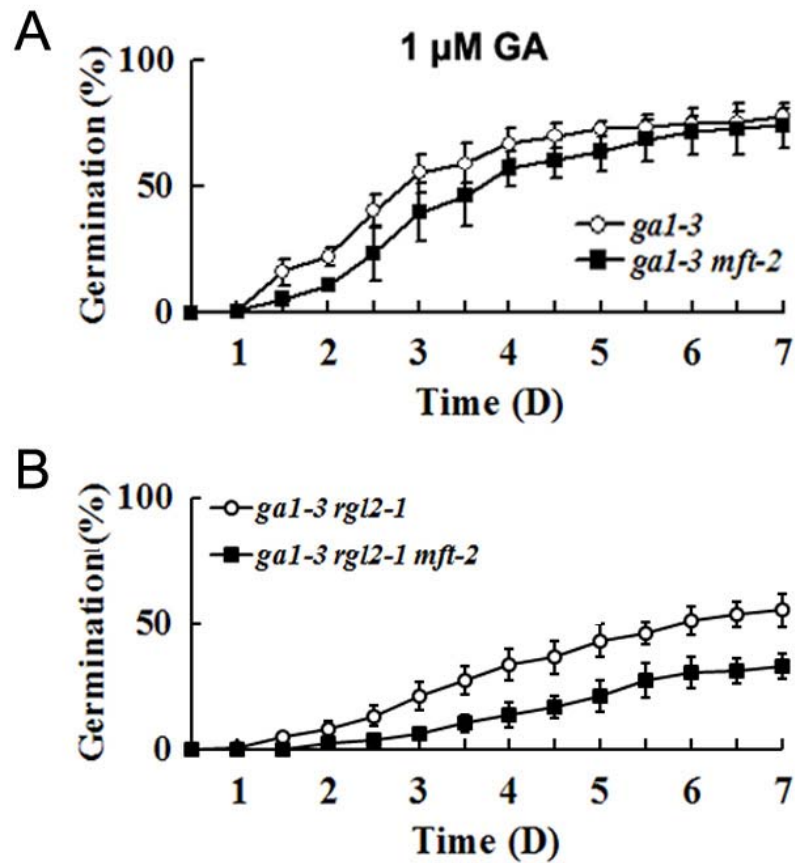 A
1 µM GA
Germination (%)
100
50
0
ga1-3
ga1-3 mft-2
1 2 3 4 5 6 7
Time (D)
B
Germination (%)
100
50
0
ga1-3 rgl2-1
ga1-3 rgl2-1 mft-2
1 2 3 4 5 6 7
Time (D)